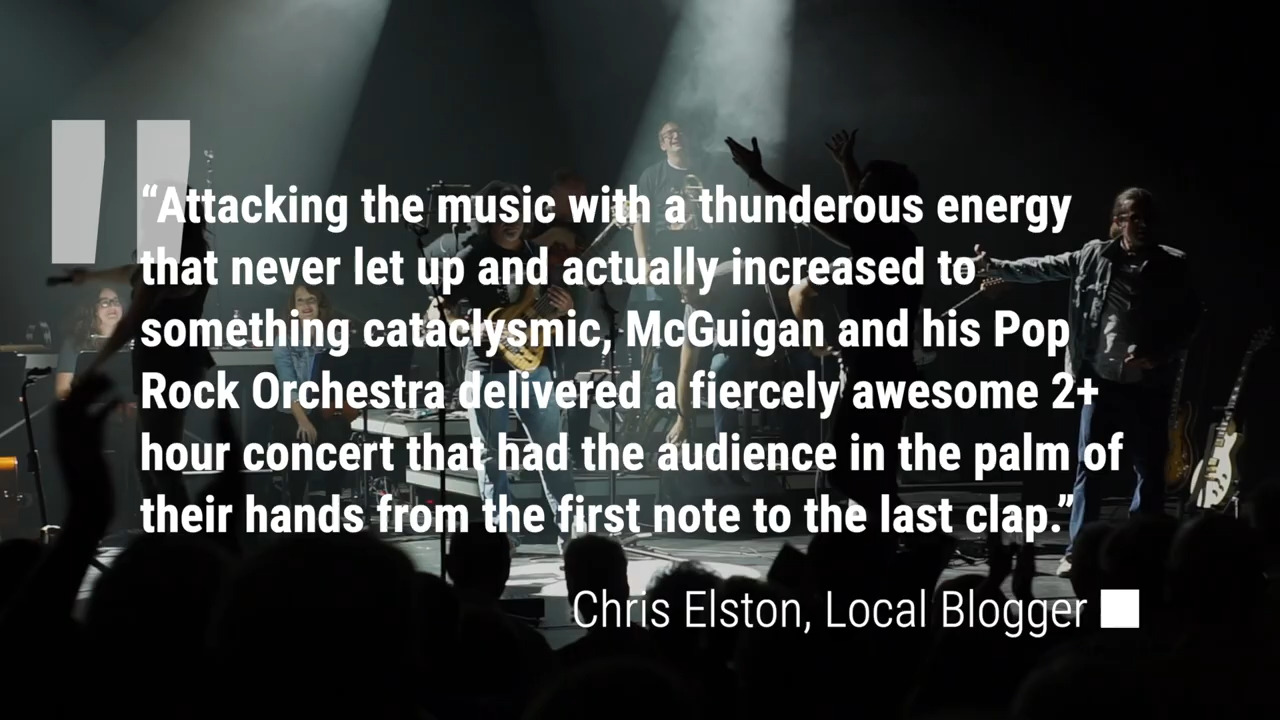 “Attacking the music with a thunderous energy
that never let up and actually increased to
something cataclysmic, McGuigan and his Pop
Rock Orchestra delivered a fiercely awesome 2+
hour concert that had the audience in the palm of
their hands from the first note to the last clap.”
Chris Elston, Local Blogger